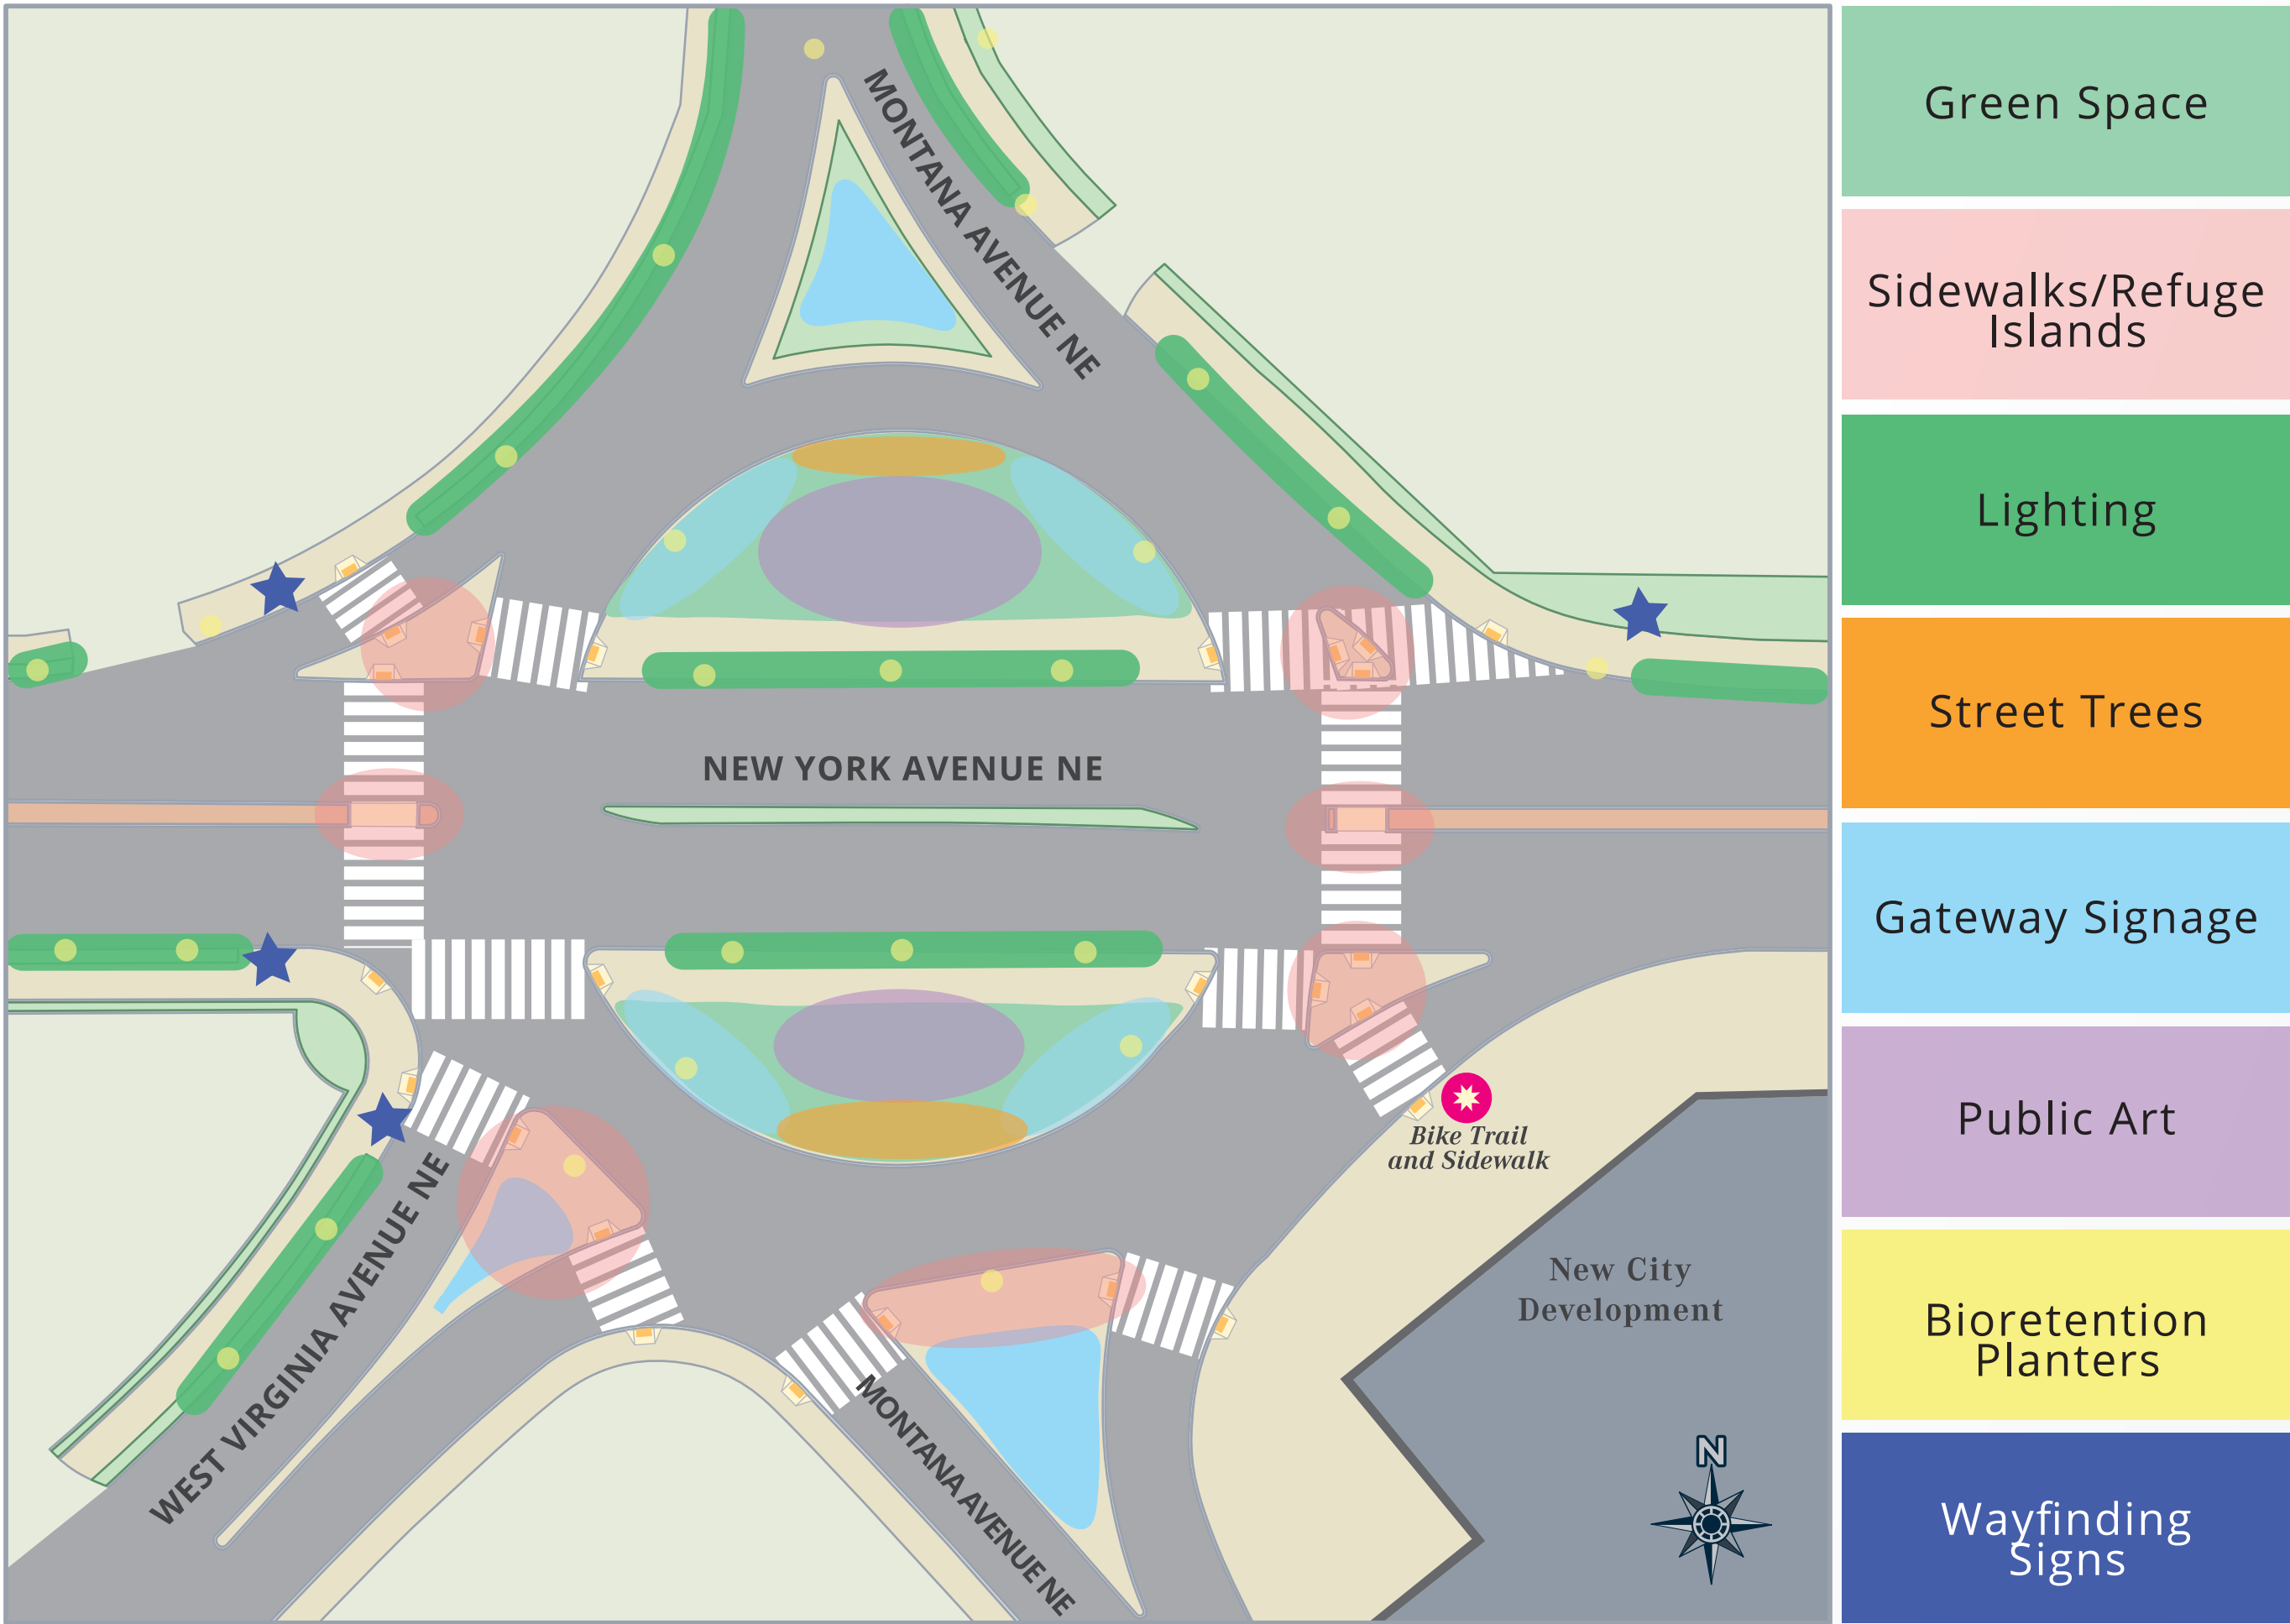 MONTANA AVENUE NE
NEW YORK AVENUE NE
Bike Trail
and Sidewalk
WEST VIRGINIA AVENUE NE
New City
Development
MONTANA AVENUE NE
N
Green Space
Sidewalks/Refuge
Islands
Lighting
Street Trees
Gateway Signage
Public Art
Bioretention
Planters
Wayfinding
Signs